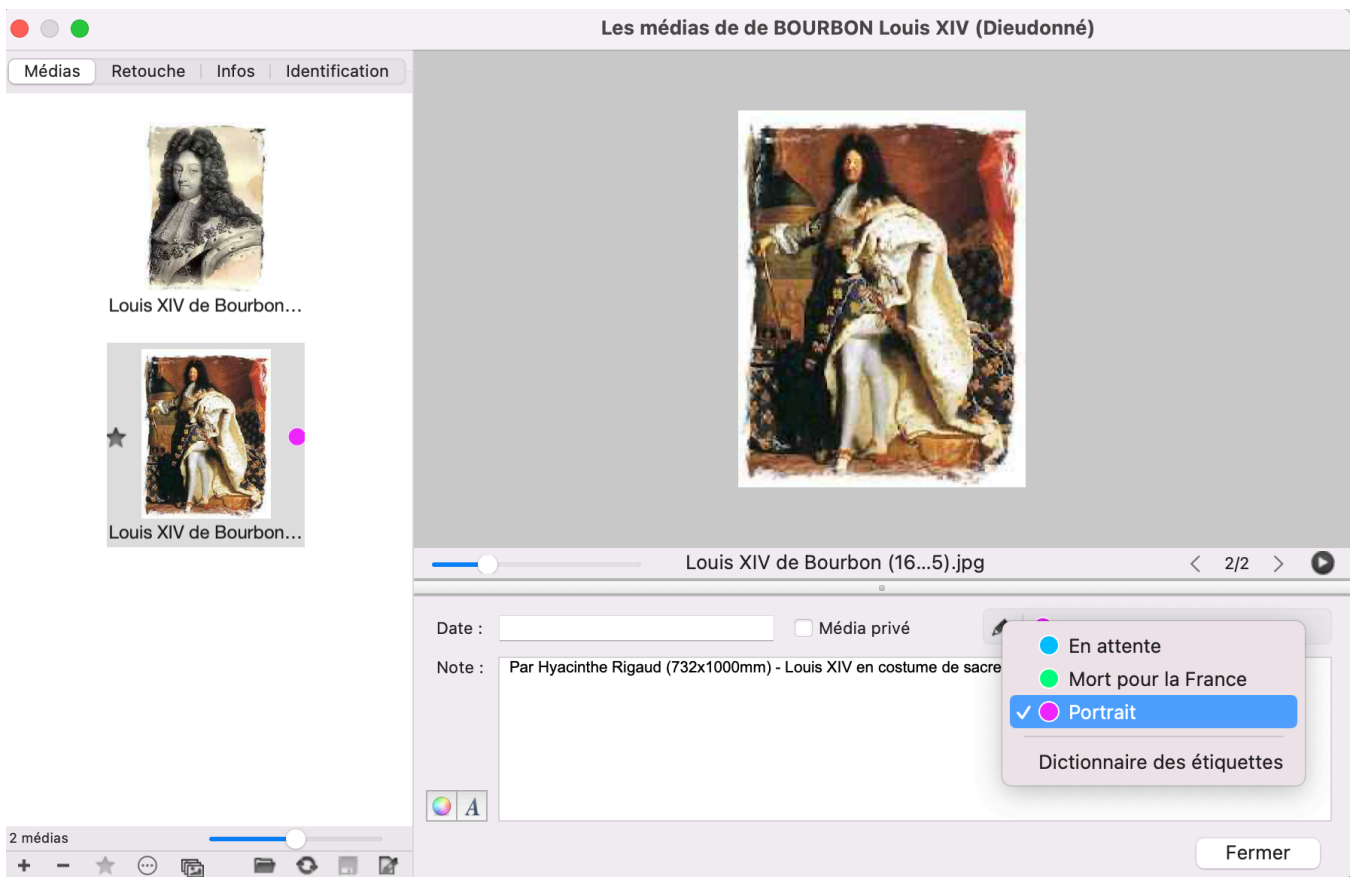 Les médias de de BOURBON Louis XIV (Dieudonné)
Médias Retouche Infos Identification
Louis XIV de Bourbon...
Louis XIV de Bourbon...
Louis XIV de Bourbon (16...5).jpg
2/2
Date :
Média privé
Note :
Par Hyacinthe Rigaud (732x1000mm) - Louis XIV en costume de sacre
En attente
Mort pour la France
Portrait
Dictionnaire des étiquettes
A
2 médias
Fermer